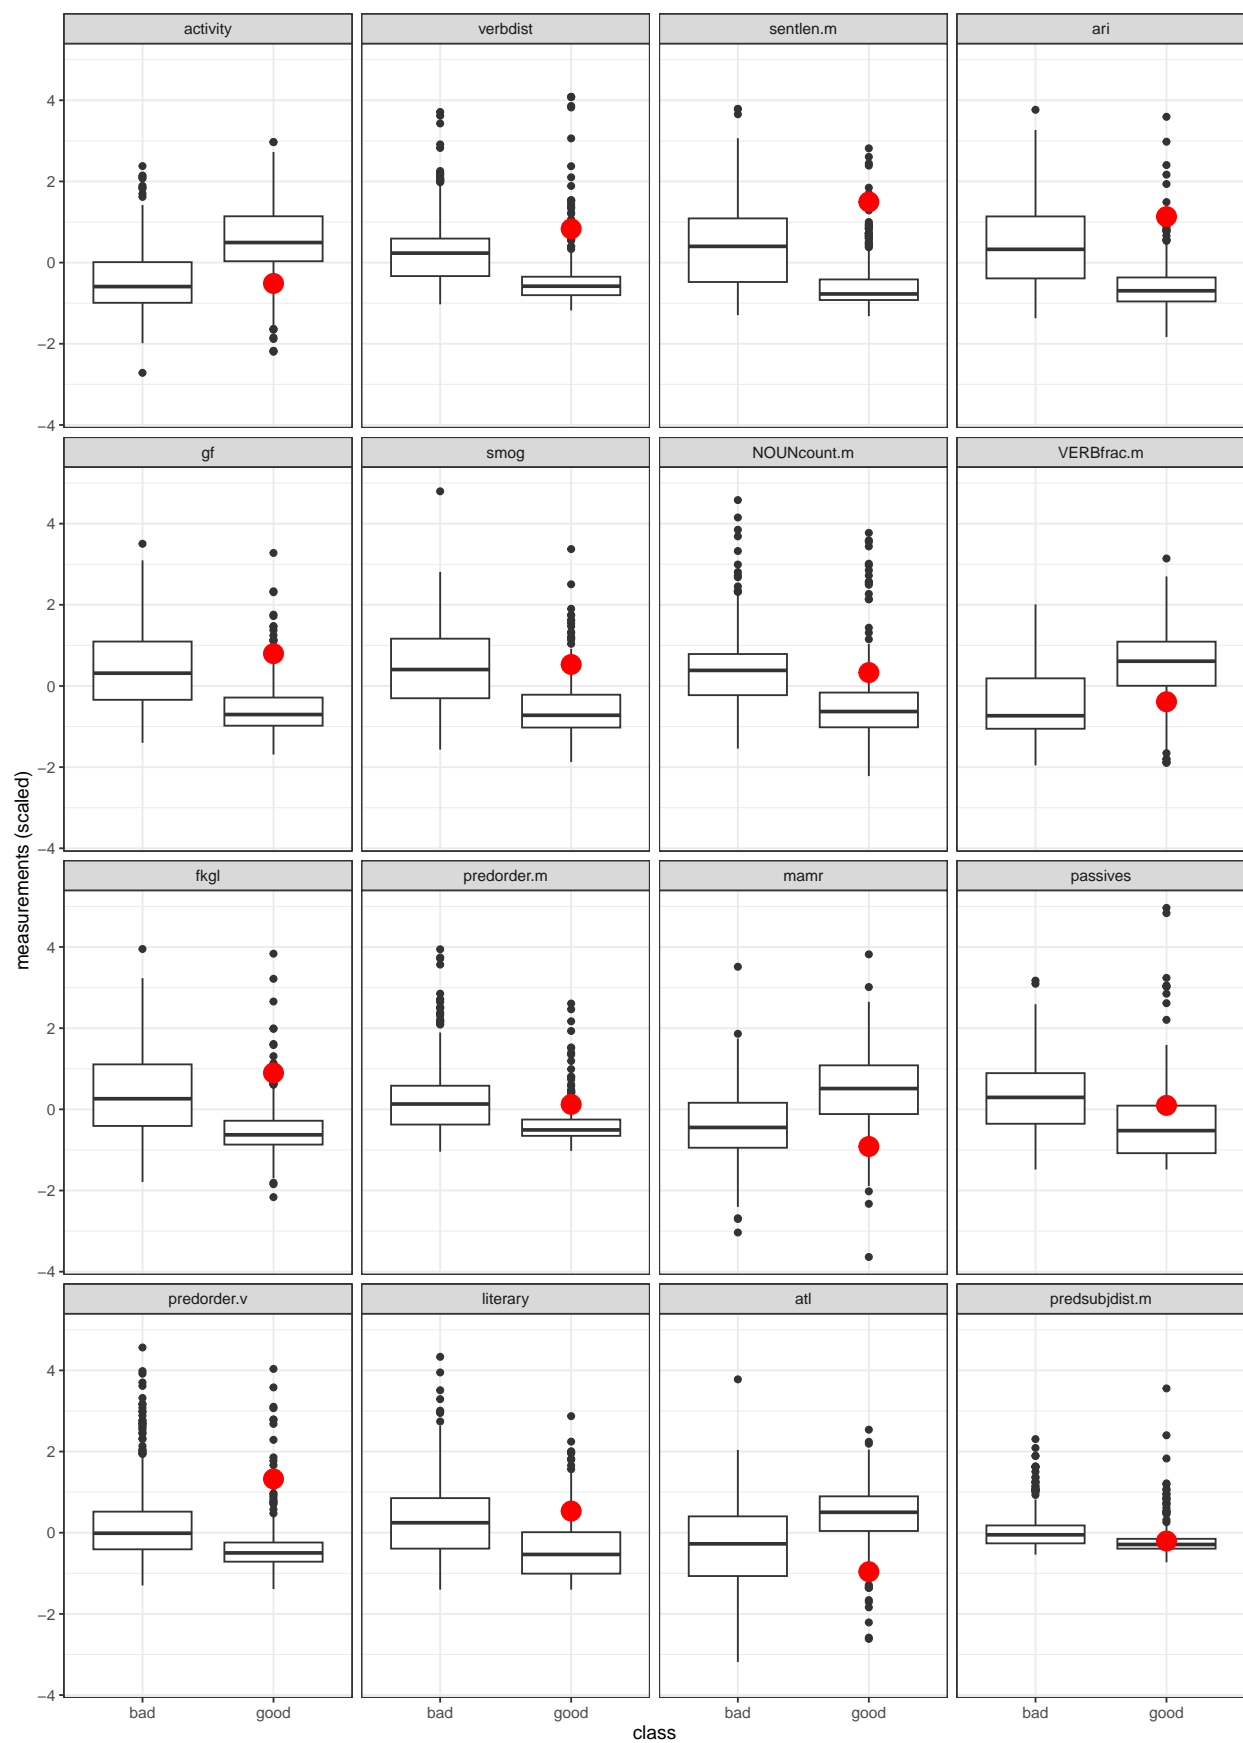 activity verbdist sentlen.m ari
4
2
0
−2
−4
gf smog NOUNcount.m VERBfrac.m
4
2
0
−2
−4
measurements (scaled)
fkgl predorder.m mamr passives
4
2
0
−2
−4
predorder.v literary atl predsubjdist.m
4
2
0
−2
−4
bad good bad good bad good bad good
class